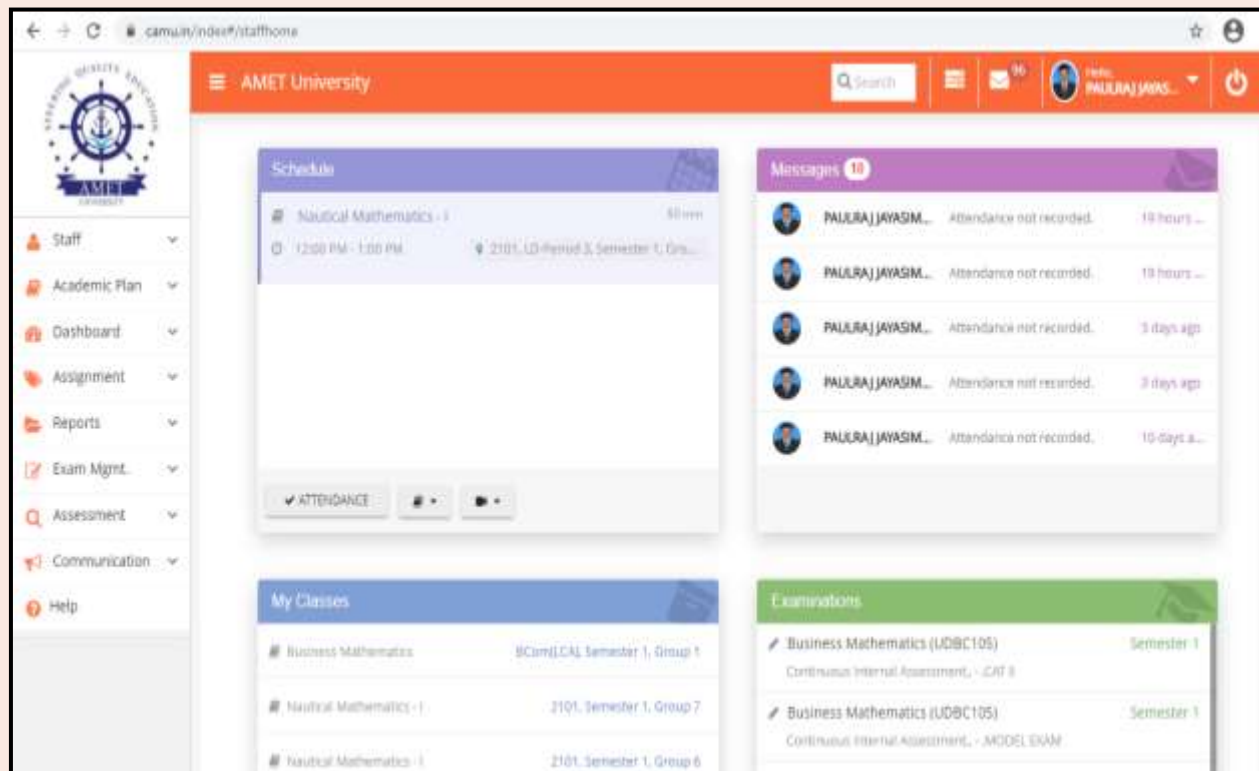 camu.in/index#/staffhome
STEERING QUALITY EDUCATION
AMET
UNIVERSITY
AMET University
Search
96
Hello,
PAULRAJ JAYAS...
Staff
Academic Plan
Dashboard
Assignment
Reports
Exam Mgmt.
Assessment
Communication
Help
Schedule
Nautical Mathematics - I
60 min
12:00 PM - 1:00 PM
2101, LD-Period 3, Semester 1, Gro...
ATTENDANCE
Messages 10
PAULRAJ JAYASIM... Attendance not recorded. 19 hours ...
PAULRAJ JAYASIM... Attendance not recorded. 19 hours ...
PAULRAJ JAYASIM... Attendance not recorded. 3 days ago
PAULRAJ JAYASIM... Attendance not recorded. 3 days ago
PAULRAJ JAYASIM... Attendance not recorded. 10 days a...
My Classes
Business Mathematics BCom(LCA), Semester 1, Group 1
Nautical Mathematics - I 2101, Semester 1, Group 7
Nautical Mathematics - I 2101, Semester 1, Group 6
Examinations
Business Mathematics (UDBC105) Semester 1
Continuous Internal Assessment, - .CAT II
Business Mathematics (UDBC105) Semester 1
Continuous Internal Assessment, - .MODEL EXAM